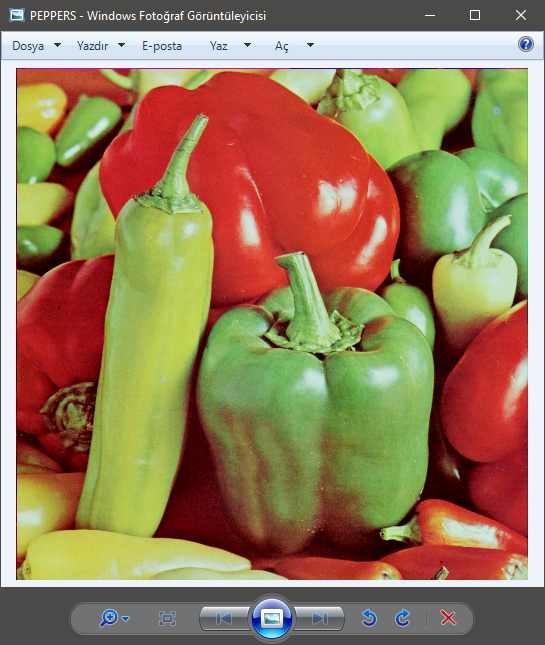 PEPPERS - Windows Fotoğraf Görüntüleyicisi
Dosya Yazdır E-posta Yaz Aç